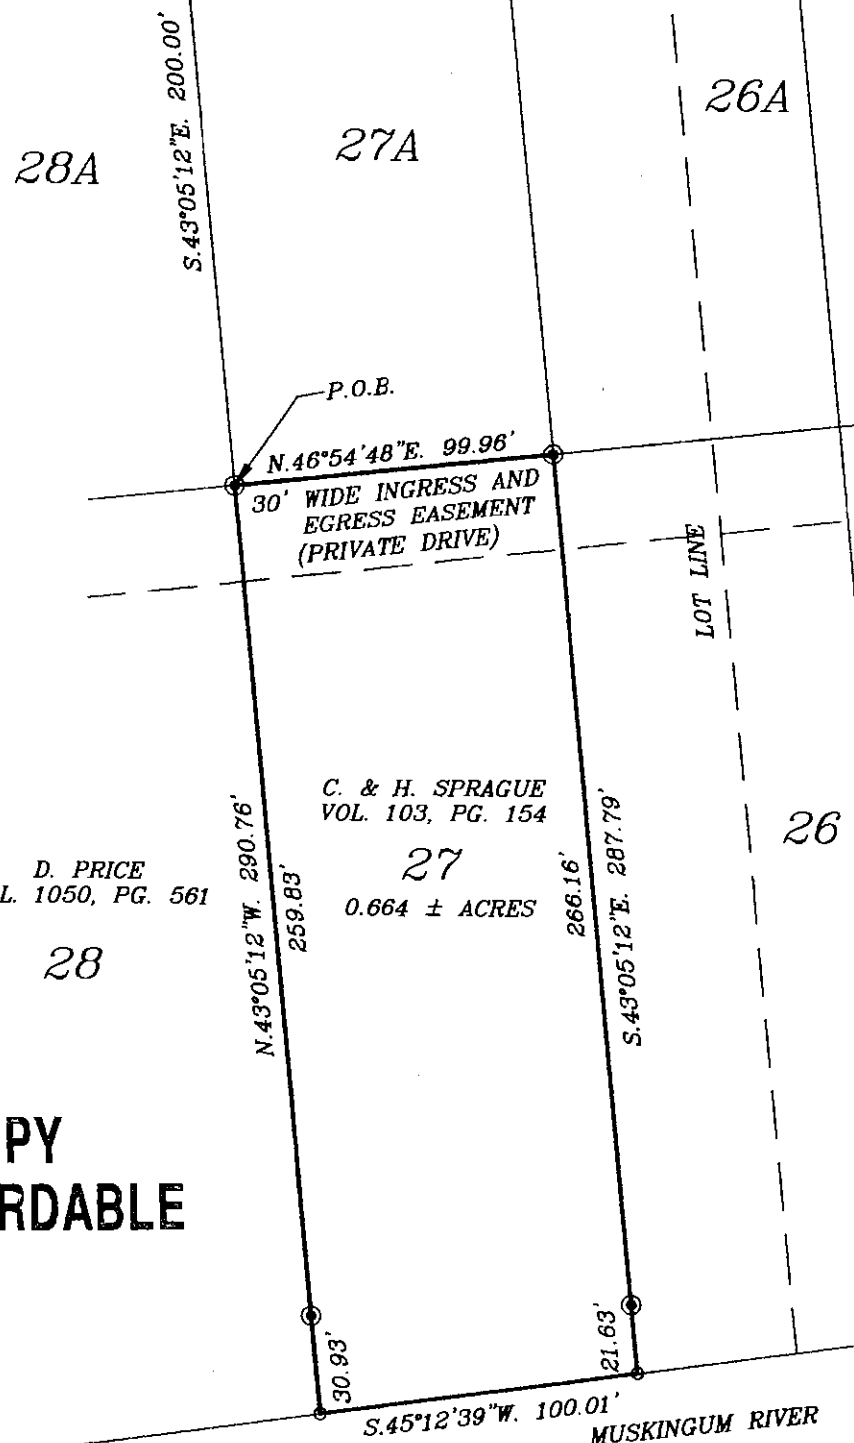 S.43°05'12"E. 200.00'
28A
27A
26A
P.O.B.
N.46°54'48"E. 99.96'
30' WIDE INGRESS AND
EGRESS EASEMENT
(PRIVATE DRIVE)
LOT LINE
C. & H. SPRAGUE
VOL. 103, PG. 154
27
0.664 ± ACRES
D. PRICE
L. 1050, PG. 561
28
26
N.43°05'12"W. 290.76'
259.83'
266.16'
S.43°05'12"E. 287.79'
PY
RDABLE
30.93'
21.63'
S.45°12'39"W. 100.01'
MUSKINGUM RIVER